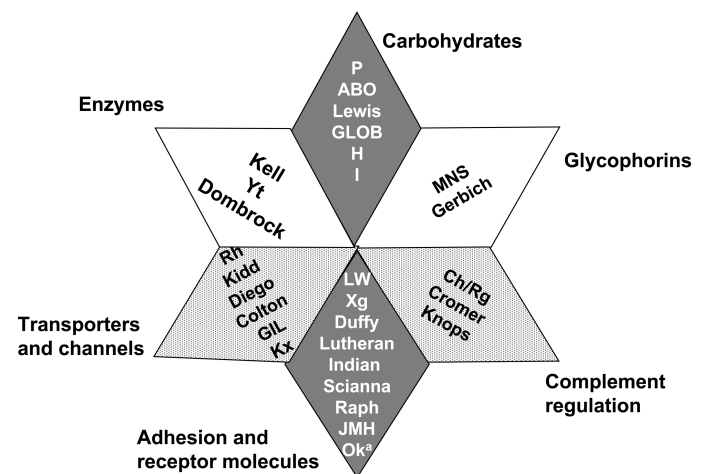 Carbohydrates
P
ABO
Lewis
GLOB
H
I
Enzymes
Kell
Yt
Dombrock
Glycophorins
MNS
Gerbich
Transporters
and channels
Rh
Kidd
Diego
Colton
GIL
Kx
LW
Xg
Duffy
Lutheran
Indian
Scianna
Raph
JMH
Okª
Adhesion and
receptor molecules
Ch/Rg
Cromer
Knops
Complement
regulation